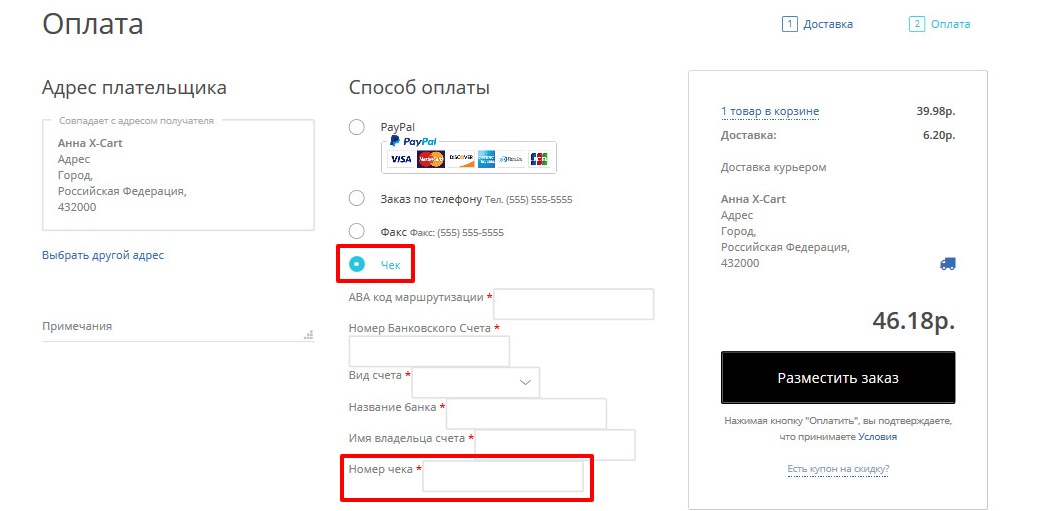 Оплата
1 Доставка
2 Оплата
Адрес плательщика
Совпадает с адресом получателя
Анна X-Cart
Адрес
Город,
Российская Федерация,
432000
Выбрать другой адрес
Примечания
Способ оплаты
PayPal
PayPal
VISA MasterCard DISCOVER JCB
Заказ по телефону Тел. (555) 555-5555
Факс Факс: (555) 555-5555
Чек
ABA код маршрутизации *
Номер Банковского Счета *
Вид счета *
Название банка *
Имя владельца счета *
Номер чека *
1 товар в корзине 39.98р.
Доставка: 6.20р.
Доставка курьером
Анна X-Cart
Адрес
Город,
Российская Федерация,
432000
46.18р.
Разместить заказ
Нажимая кнопку "Оплатить", вы подтверждаете,
что принимаете Условия
Есть купон на скидку?